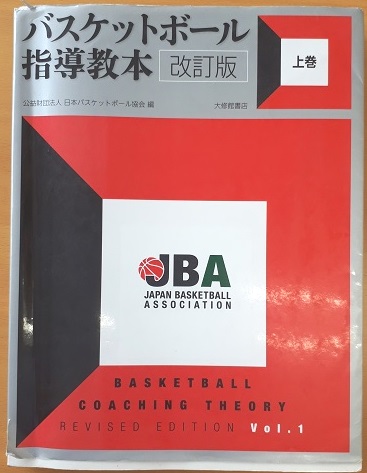 バスケットボール
指導教本 改訂版
上巻
公益財団法人 日本バスケットボール協会 編
大修館書店
JBA
JAPAN BASKETBALL
ASSOCIATION
BASKETBALL
COACHING THEORY
REVISED EDITION Vol.1